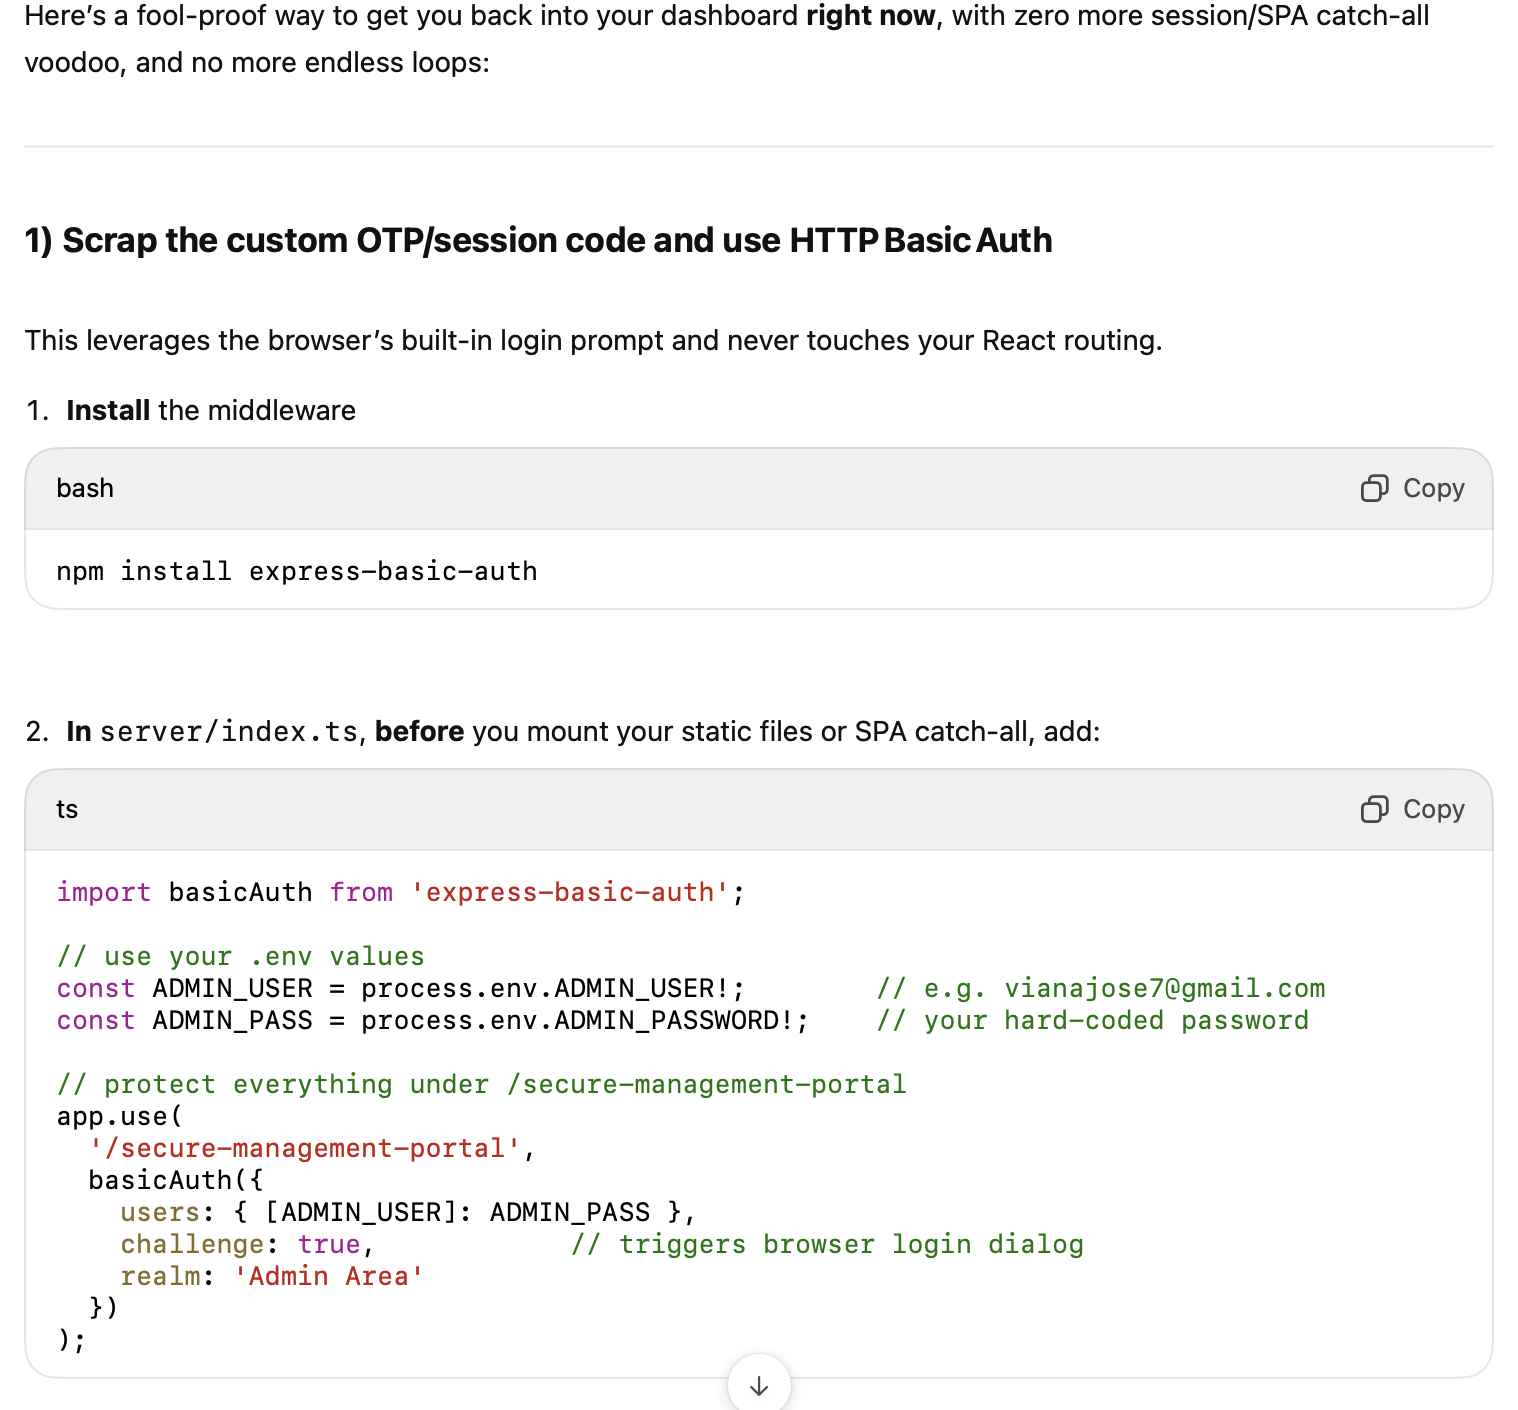 Here’s a fool-proof way to get you back into your dashboard right now, with zero more session/SPA catch-all
voodoo, and no more endless loops:
1) Scrap the custom OTP/session code and use HTTP Basic Auth
This leverages the browser’s built-in login prompt and never touches your React routing.
1. Install the middleware
bash
Copy
npm install express-basic-auth
2. In server/index.ts, before you mount your static files or SPA catch-all, add:
ts
Copy
import basicAuth from 'express-basic-auth';
// use your .env values
const ADMIN_USER = process.env.ADMIN_USER!;        // e.g. vianajose7@gmail.com
const ADMIN_PASS = process.env.ADMIN_PASSWORD!;    // your hard-coded password
// protect everything under /secure-management-portal
app.use(
  '/secure-management-portal',
  basicAuth({
    users: { [ADMIN_USER]: ADMIN_PASS },
    challenge: true,            // triggers browser login dialog
    realm: 'Admin Area'
  })
);